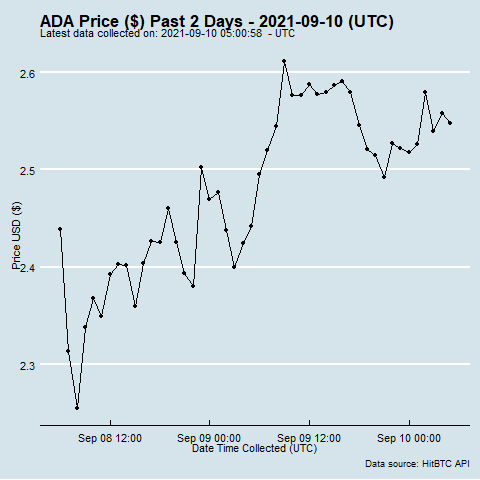 ADA Price ($) Past 2 Days - 2021-09-10 (UTC)
Latest data collected on: 2021-09-10 05:00:58  - UTC
2.6
2.5
2.4
2.3
Price USD ($)
Sep 08 12:00 Sep 09 00:00 Sep 09 12:00 Sep 10 00:00
Date Time Collected (UTC)
Data source: HitBTC API